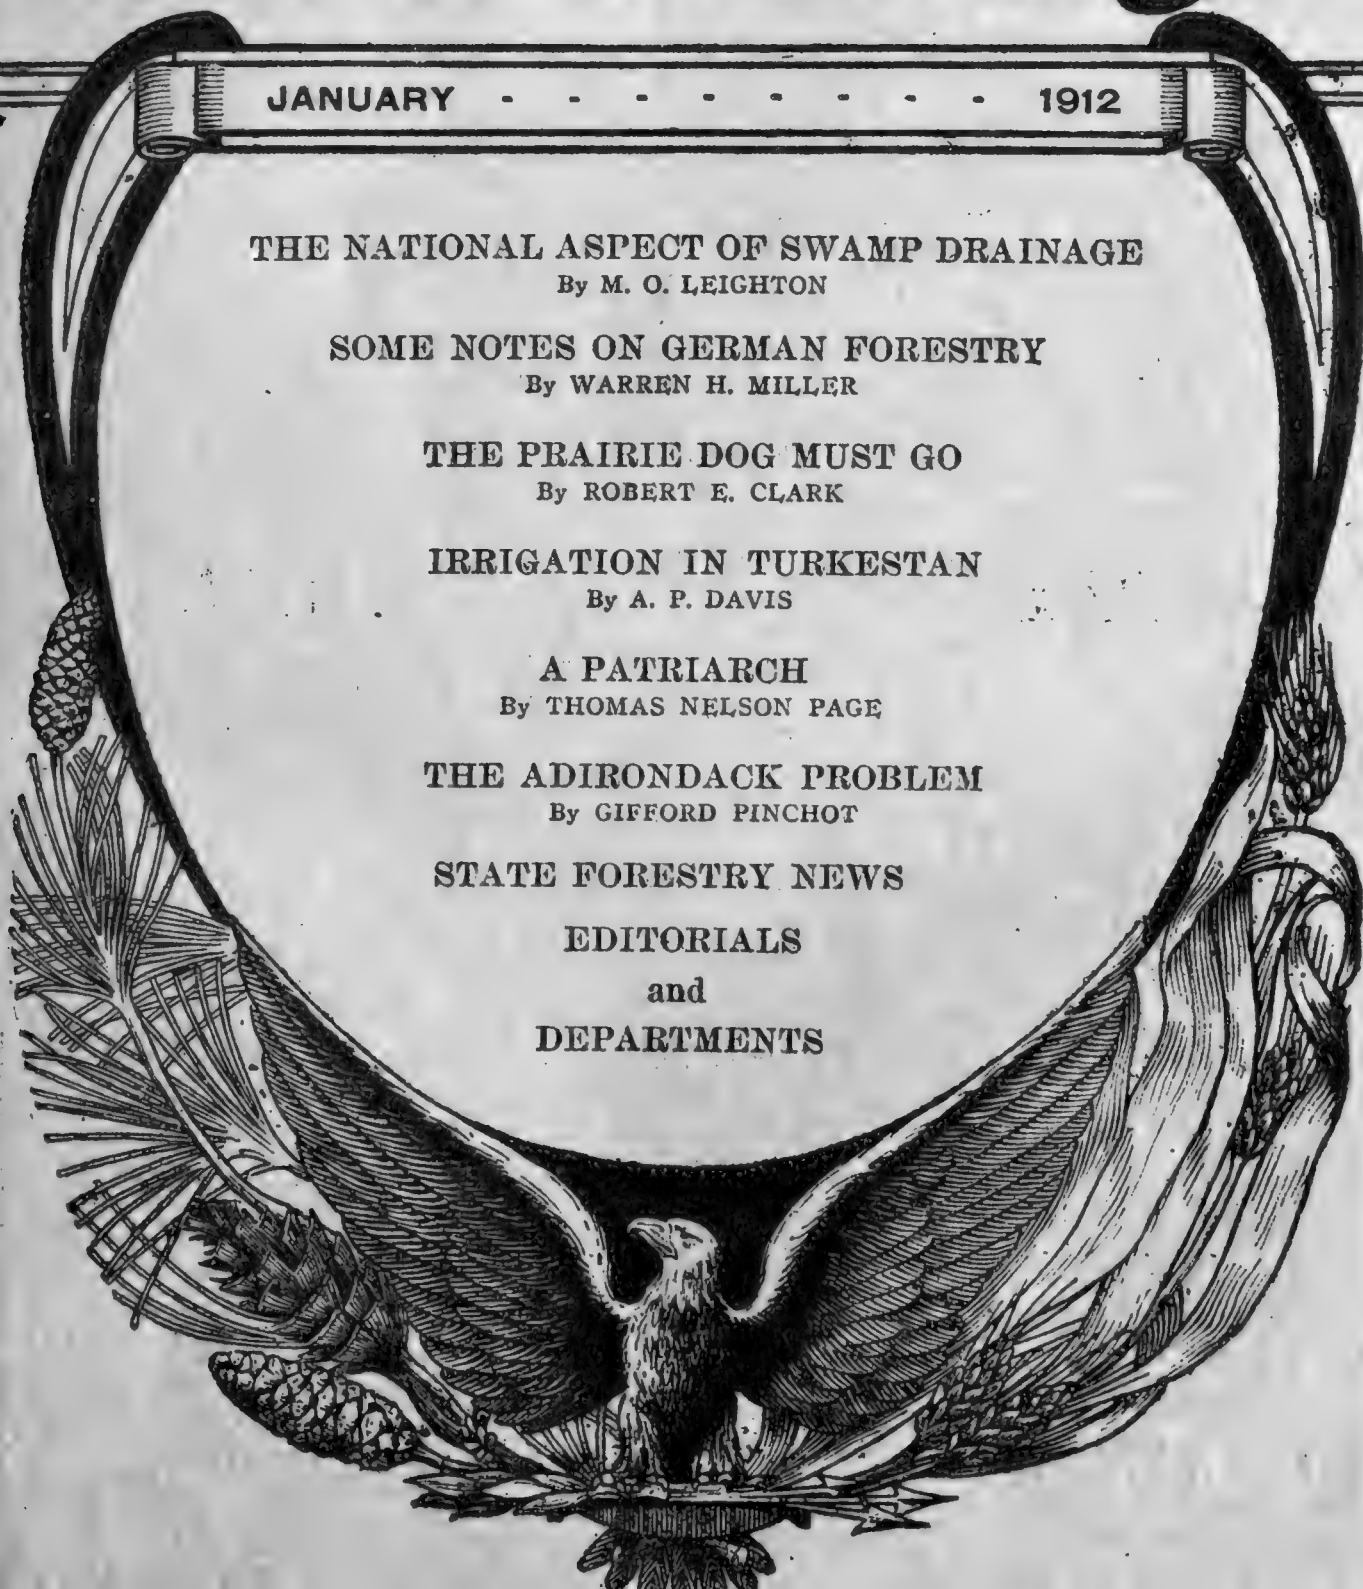 JANUARY - - - - - - - - 1912
THE NATIONAL ASPECT OF SWAMP DRAINAGE
By M. O. LEIGHTON
SOME NOTES ON GERMAN FORESTRY
By WARREN H. MILLER
THE PRAIRIE DOG MUST GO
By ROBERT E. CLARK
IRRIGATION IN TURKESTAN
By A. P. DAVIS
A PATRIARCH
By THOMAS NELSON PAGE
THE ADIRONDACK PROBLEM
By GIFFORD PINCHOT
STATE FORESTRY NEWS
EDITORIALS
and
DEPARTMENTS